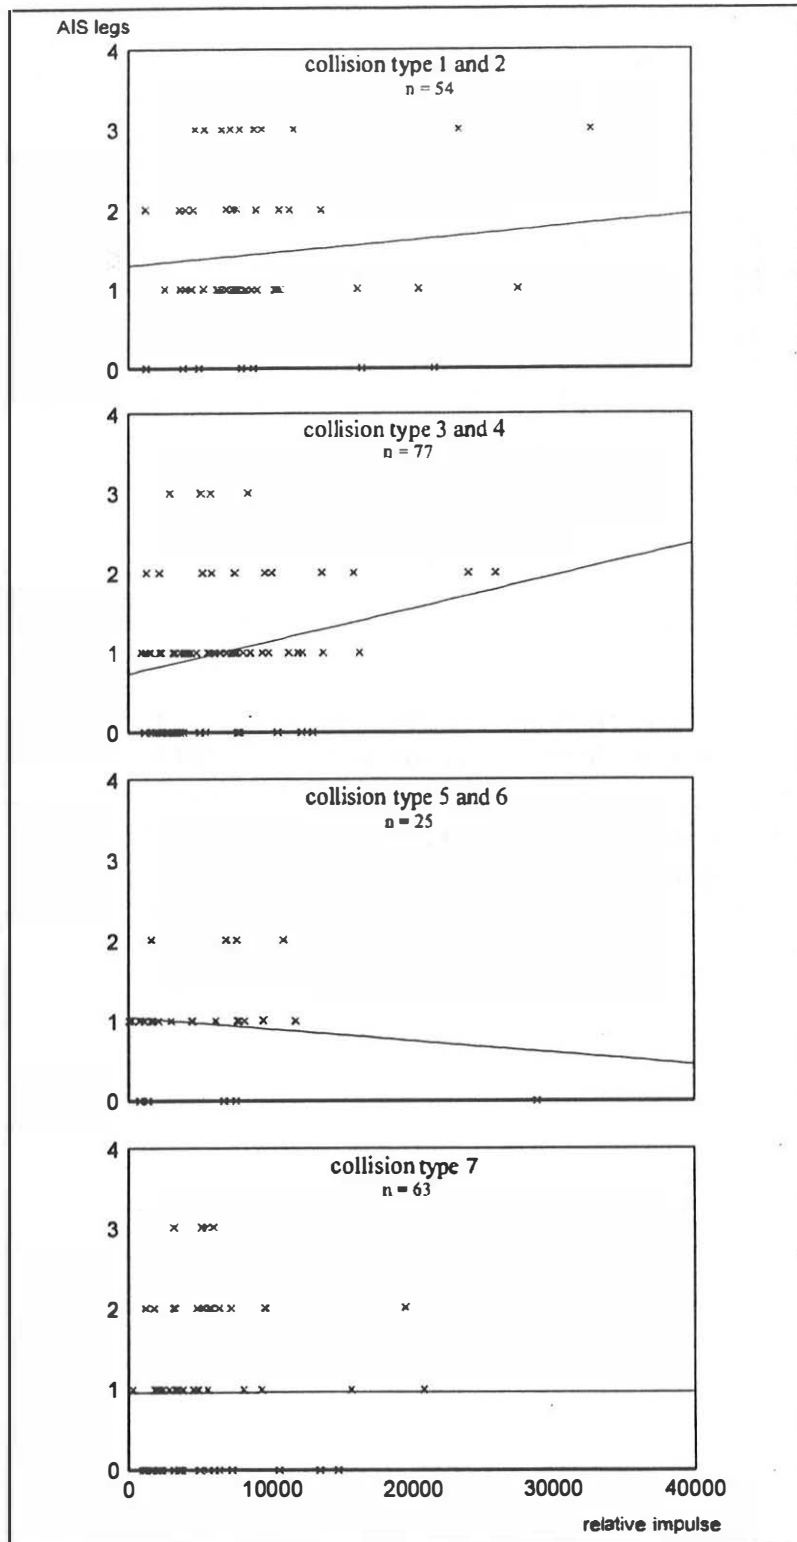 AIS legs
4
collision type 1 and 2
n = 54
3
2
1
0
4
collision type 3 and 4
n = 77
3
2
1
0
4
collision type 5 and 6
n = 25
3
2
1
0
4
collision type 7
n = 63
3
2
1
0
0 10000 20000 30000 40000
relative impulse